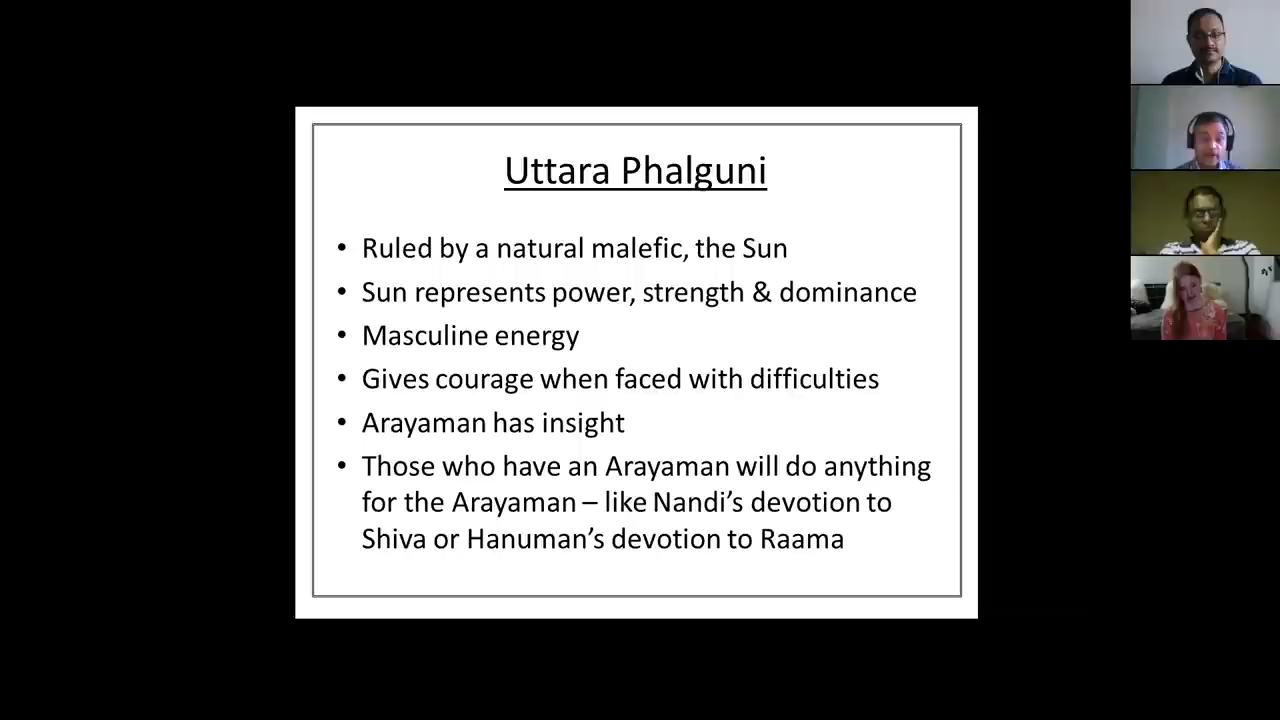 Uttara Phalguni
• Ruled by a natural malefic, the Sun
• Sun represents power, strength & dominance
• Masculine energy
• Gives courage when faced with difficulties
• Arayaman has insight
• Those who have an Arayaman will do anything
for the Arayaman – like Nandi’s devotion to
Shiva or Hanuman’s devotion to Raama